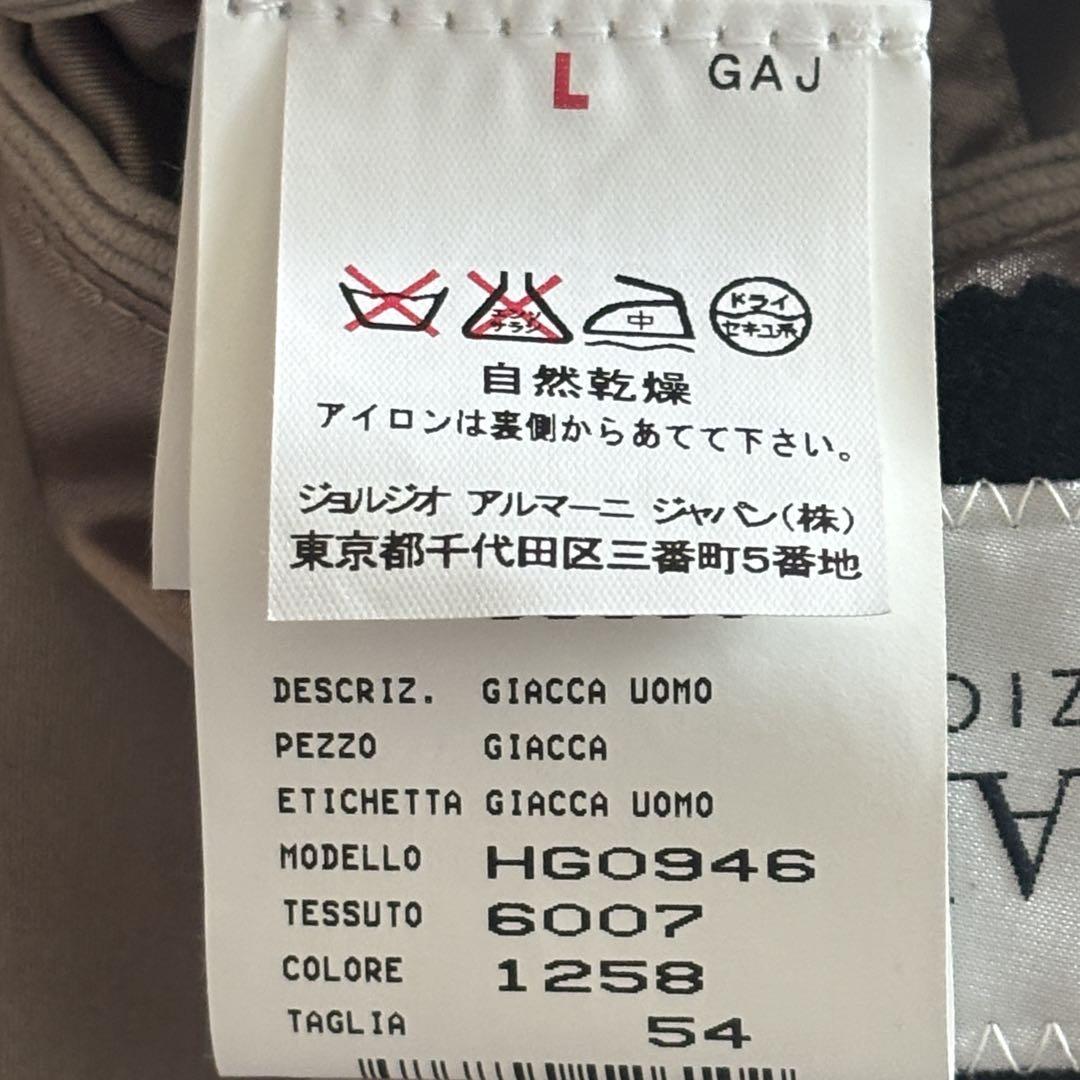 L GAJ
エンソ
サラシ
中
ドライ
セキユ系
自然乾燥
アイロンは裏側からあてて下さい。
ジョルジオ アルマーニ ジャパン(株)
東京都千代田区三番町5番地
DESCRIZ. GIACCA UOMO
PEZZO GIACCA
ETICHETTA GIACCA UOMO
MODELLO HG0946
TESSUTO 6007
COLORE 1258
TAGLIA 54